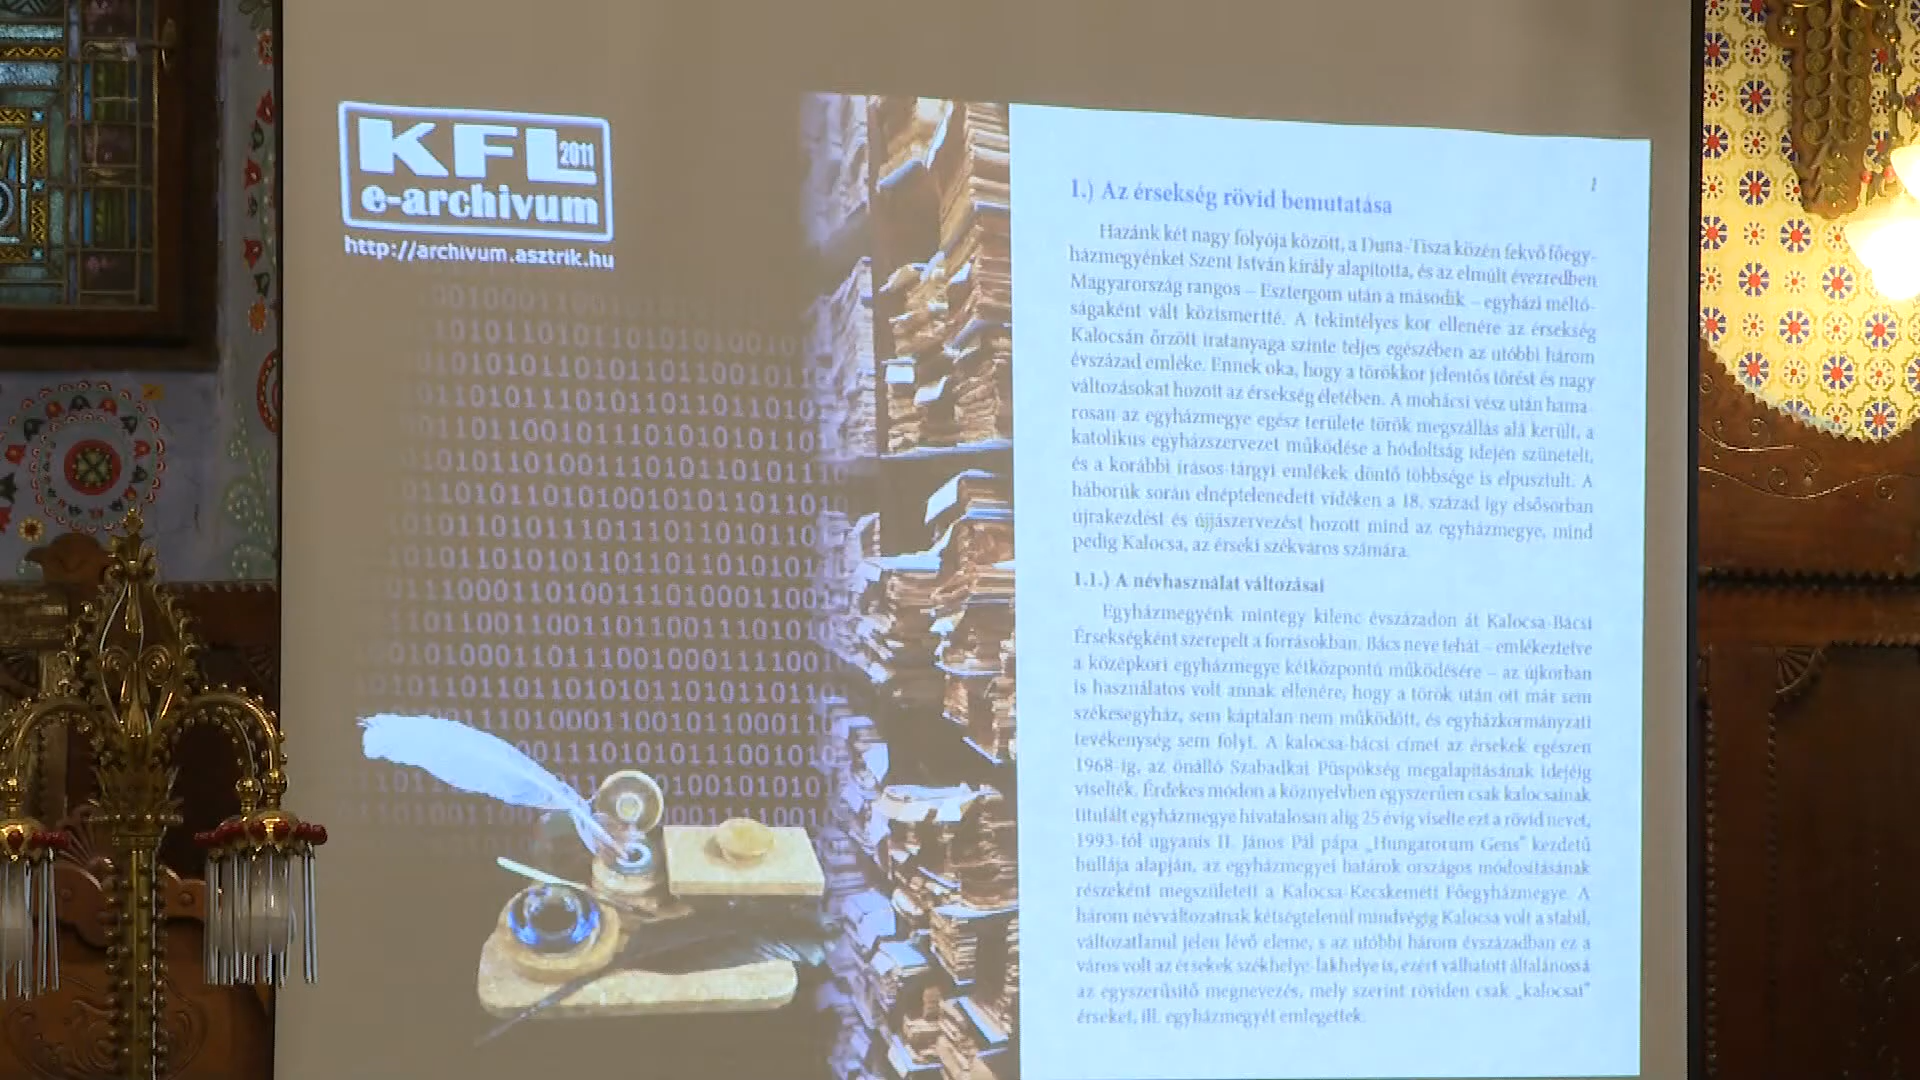 KFL
2011
e-archívum
http://archivum.asztrik.hu
1
1.) Az érsekség rövid bemutatása
Hazánk két nagy folyója között, a Duna-Tisza közén fekvő főegy-
házmegyénket Szent István király alapította, és az elmúlt évezredben
Magyarország rangos – Esztergom után a második – egyházi méltó-
ságaként vált közismertté. A tekintélyes kor ellenére az érsekség
Kalocsán őrzött iratanyaga szinte teljes egészében az utóbbi három
évszázad emléke. Ennek oka, hogy a törökkor jelentős törést és nagy
változásokat hozott az érsekség életében. A mohácsi vész után hama-
rosan az egyházmegye egész területe török megszállás alá került, a
katolikus egyházszervezet működése a hódoltság idején szünetelt,
és a korábbi írásos-tárgyi emlékek döntő többsége is elpusztult. A
háborúk során elnéptelenedett vidéken a 18. század így elsősorban
újrakezdést és újjászervezést hozott mind az egyházmegye, mind
pedig Kalocsa, az érseki székváros számára.
1.1.) A névhasználat változásai
Egyházmegyénk mintegy kilenc évszázadon át Kalocsa-Bácsi
Érsekségként szerepelt a forrásokban. Bács neve tehát – emlékeztetve
a középkori egyházmegye kétközpontú működésére – az újkorban
is használatos volt annak ellenére, hogy a török után ott már sem
székesegyház, sem káptalan nem működött, és egyházkormányzati
tevékenység sem folyt. A kalocsa-bácsi címet az érsekek egészen
1968-ig, az önálló Szabadkai Püspökség megalapításának idejéig
viselték. Érdekes módon a köznyelvben egyszerűen csak kalocsainak
titulált egyházmegye hivatalosan alig 25 évig viselte ezt a rövid nevet,
1993-tól ugyanis II. János Pál pápa „Hungarorum Gens” kezdetű
bullája alapján, az egyházmegyei határok országos módosításának
részeként megszületett a Kalocsa-Kecskeméti Főegyházmegye. A
három névváltozatnak kétségtelenül mindvégig Kalocsa volt a stabil,
változatlanul jelen lévő eleme, s az utóbbi három évszázadban ez a
város volt az érsekek székhelye-lakhelye is, ezért válhatott általánossá
az egyszerűsítő megnevezés, mely szerint röviden csak „kalocsai”
érseket, ill. egyházmegyét emlegettek.